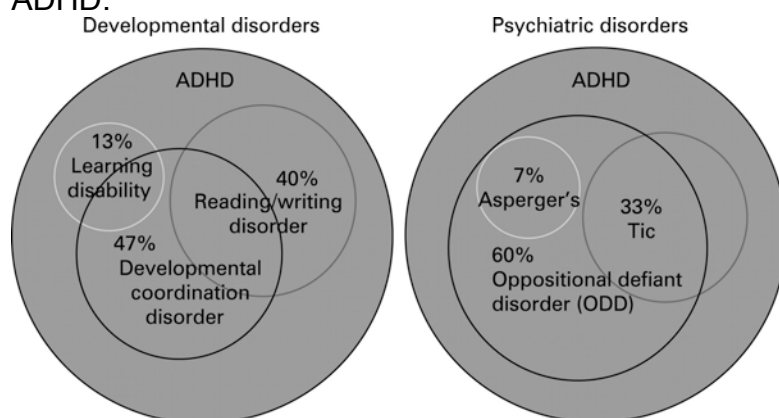 ADHD.
Developmental disorders
ADHD
13%
Learning
disability
40%
Reading/writing
disorder
47%
Developmental
coordination
disorder
Psychiatric disorders
ADHD
7%
Asperger's
33%
Tic
60%
Oppositional defiant
disorder (ODD)